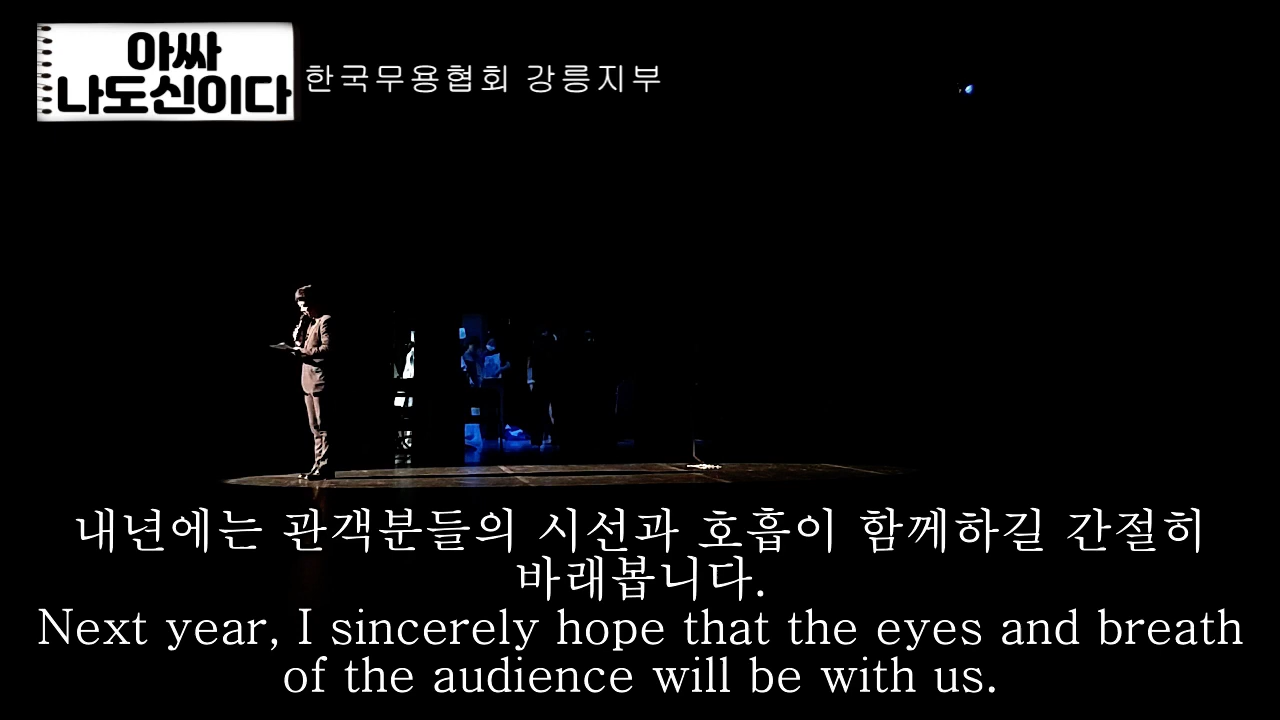 아싸
나도신이다
한국무용협회 강릉지부
내년에는 관객분들의 시선과 호흡이 함께하길 간절히
바래봅니다.
Next year, I sincerely hope that the eyes and breath
of the audience will be with us.